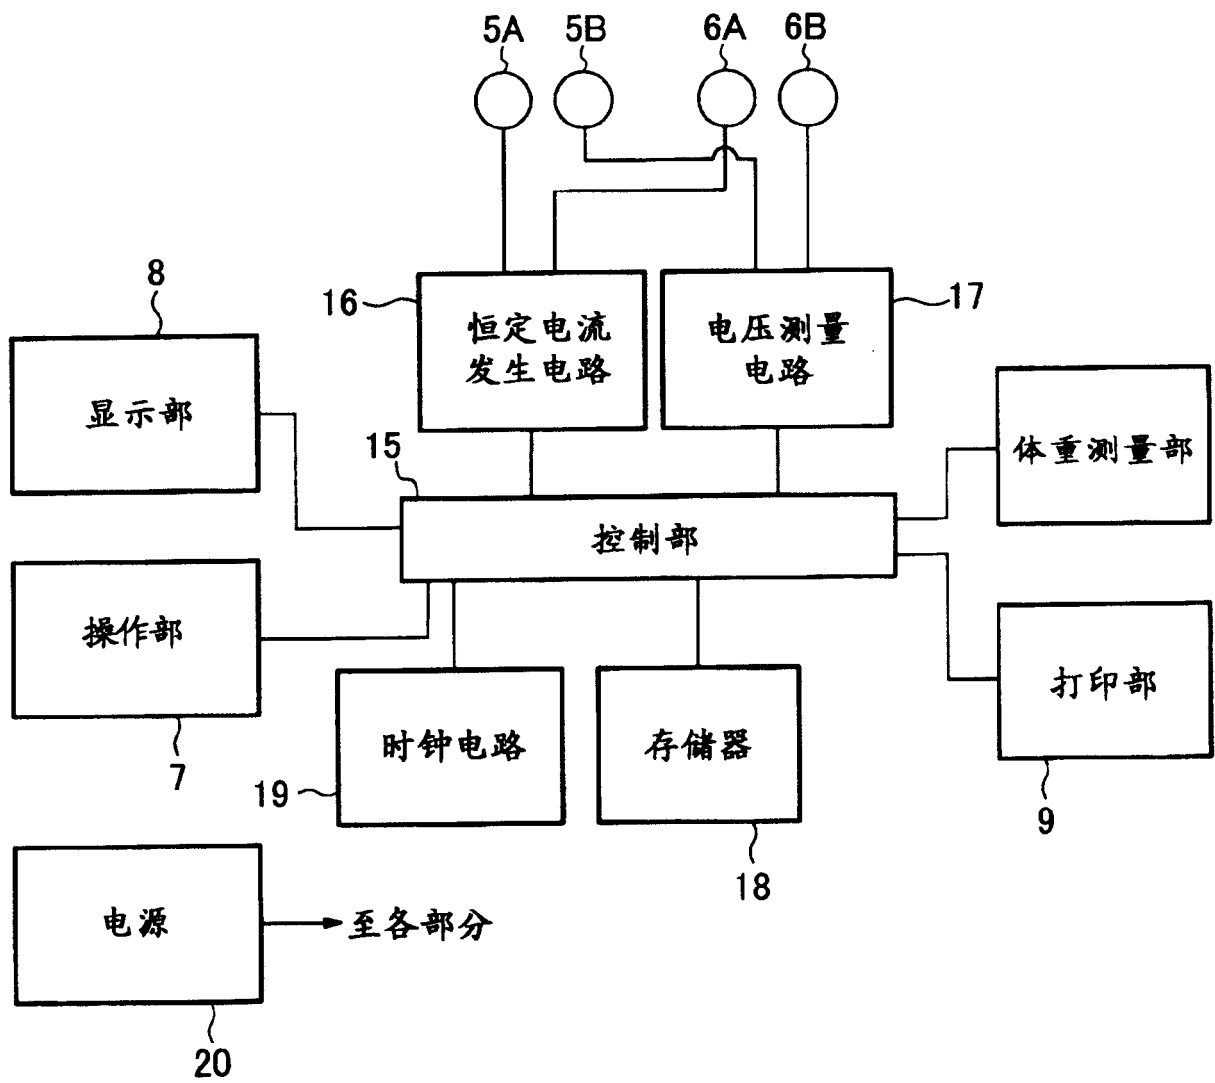 5A 5B 6A 6B
8
16
17
恒定电流
发生电路
电压测量
电路
显示部
15
体重测量部
控制部
操作部
打印部
7
19
时钟电路
存储器
9
18
电源
至各部分
20